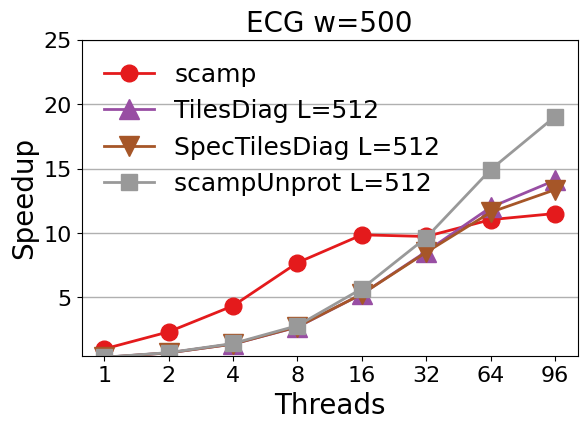 ECG w=500
25
20
15
10
5
Speedup
scamp
TilesDiag L=512
SpecTilesDiag L=512
scampUnprot L=512
1 2 4 8 16 32 64 96
Threads